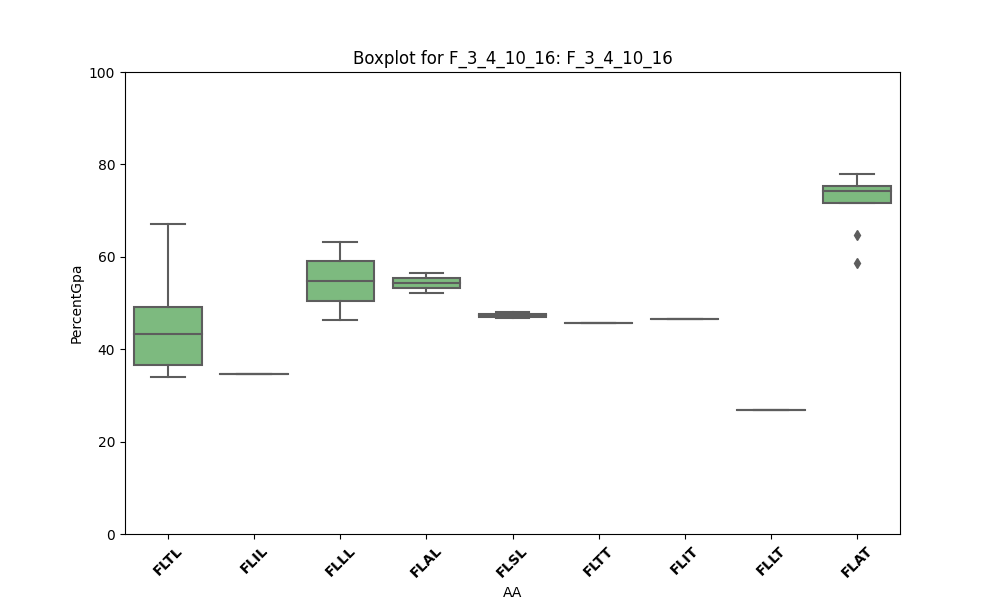 Boxplot for F_3_4_10_16: F_3_4_10_16
100
80
60
40
20
0
PercentGpa
FLTL
FLIL
FLLL
FLAL
FLSL
FLTT
FLIT
FLLT
FLAT
AA